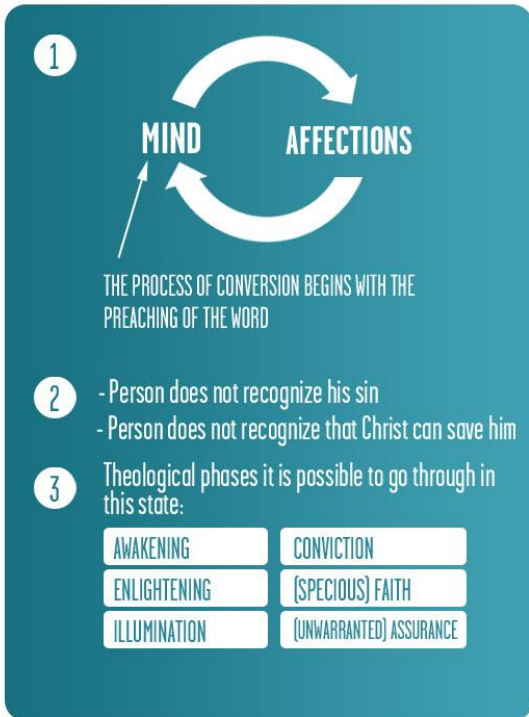 1
MIND AFFECTIONS
THE PROCESS OF CONVERSION BEGINS WITH THE
PREACHING OF THE WORD
2
- Person does not recognize his sin
- Person does not recognize that Christ can save him
3
Theological phases it is possible to go through in
this state:
AWAKENING CONVICTION
ENLIGHTENING (SPECIOUS) FAITH
ILLUMINATION (UNWARRANTED) ASSURANCE